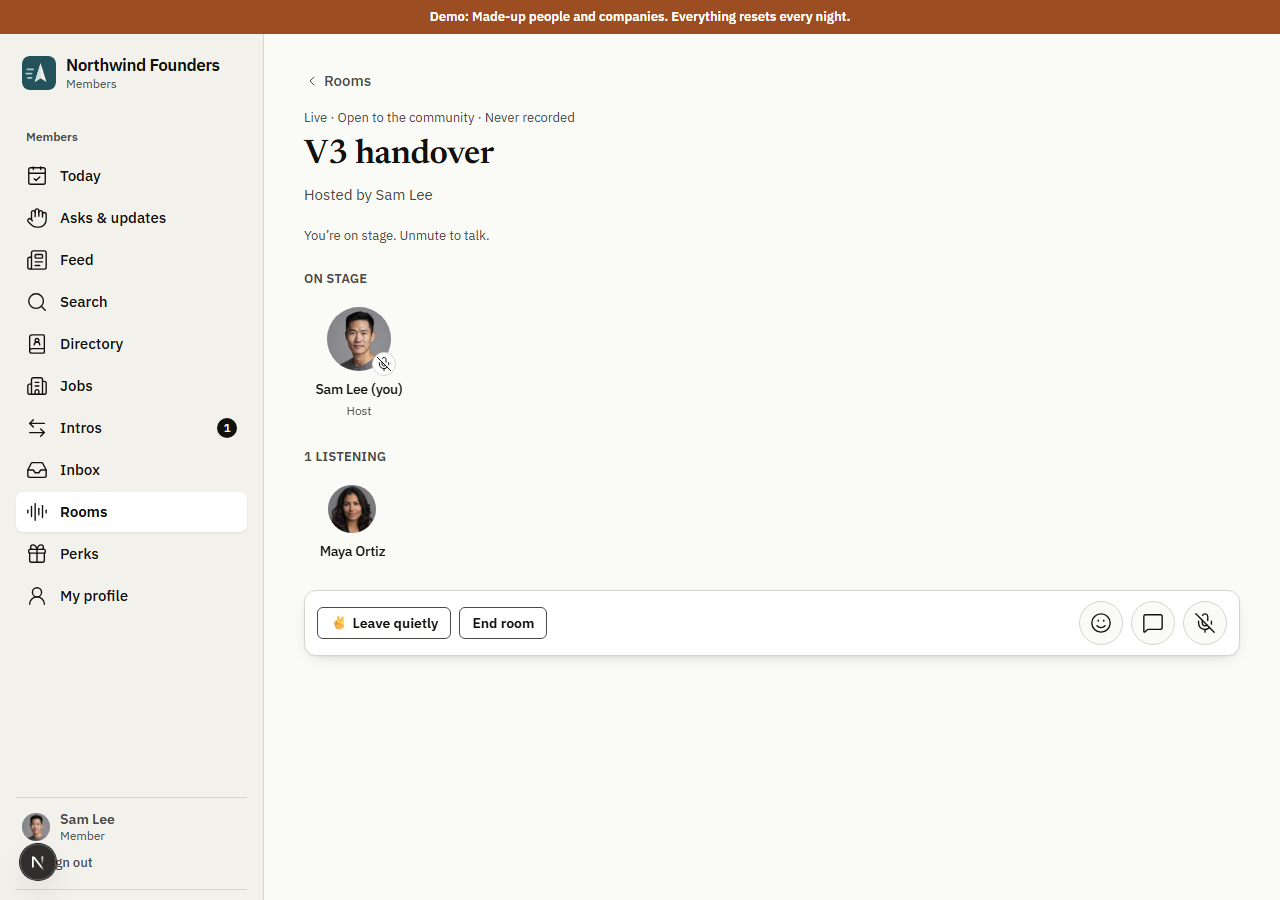 Demo: Made-up people and companies. Everything resets every night.
Northwind Founders
Members
Members
Today
Asks & updates
Feed
Search
Directory
Jobs
Intros
1
Inbox
Rooms
Perks
My profile
Sam Lee
Member
gn out
N
Rooms
Live · Open to the community · Never recorded
V3 handover
Hosted by Sam Lee
You’re on stage. Unmute to talk.
ON STAGE
Sam Lee (you)
Host
1 LISTENING
Maya Ortiz
✌️ Leave quietly
End room